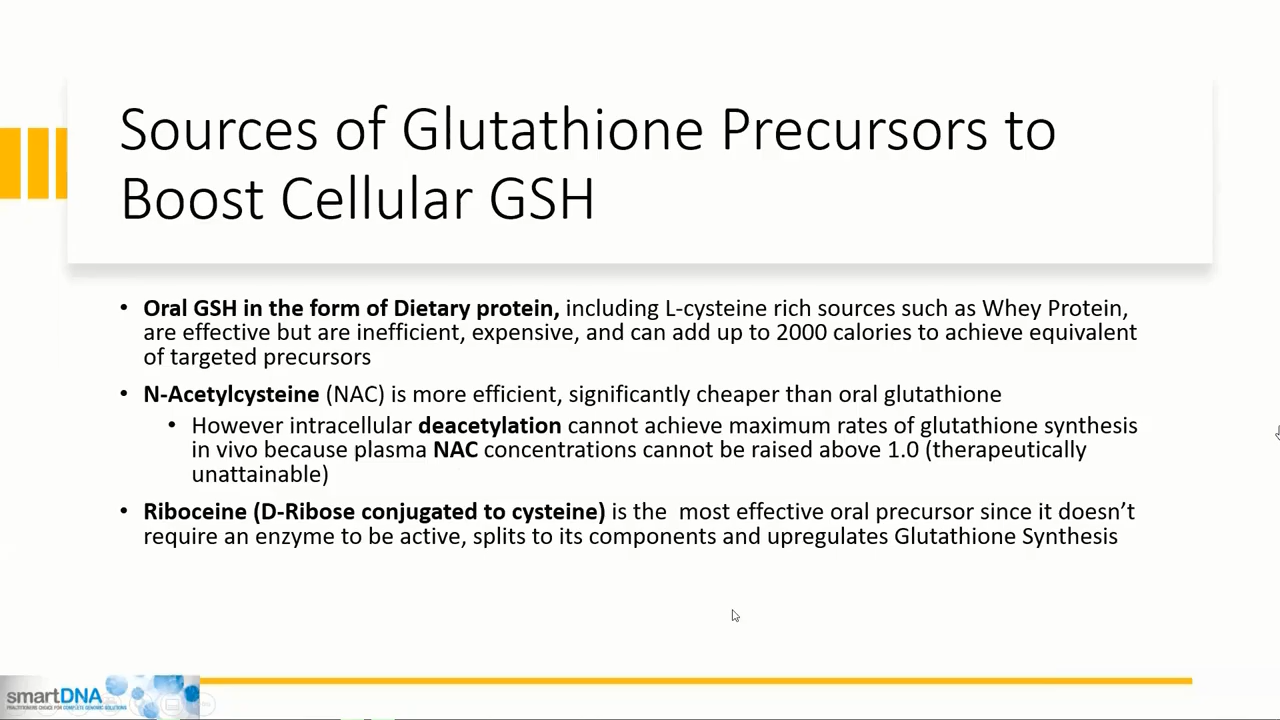 Sources of Glutathione Precursors to
Boost Cellular GSH
• Oral GSH in the form of Dietary protein, including L-cysteine rich sources such as Whey Protein,
are effective but are inefficient, expensive, and can add up to 2000 calories to achieve equivalent
of targeted precursors
• N-Acetylcysteine (NAC) is more efficient, significantly cheaper than oral glutathione
• However intracellular deacetylation cannot achieve maximum rates of glutathione synthesis
in vivo because plasma NAC concentrations cannot be raised above 1.0 (therapeutically
unattainable)
• Riboceine (D-Ribose conjugated to cysteine) is the  most effective oral precursor since it doesn’t
require an enzyme to be active, splits to its components and upregulates Glutathione Synthesis
smartDNA
PRACTITIONERS CHOICE FOR COMPLETE GENOMIC SOLUTIONS